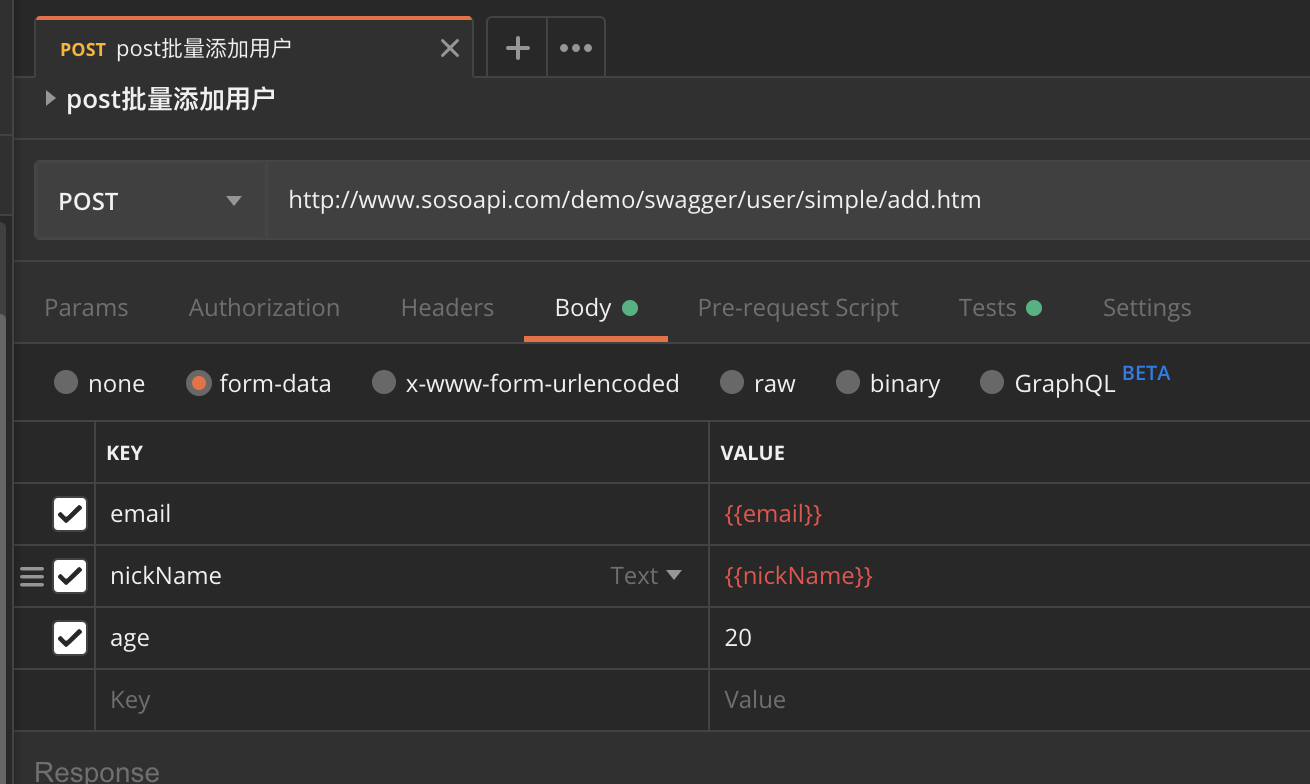 POST post批量添加用户
post批量添加用户
POST http://www.sosoapi.com/demo/swagger/user/simple/add.htm
Params Authorization Headers Body Pre-request Script Tests Settings
none form-data x-www-form-urlencoded raw binary GraphQL BETA
KEY VALUE
email {{email}}
nickName Text {{nickName}}
age 20
Key Value
Response